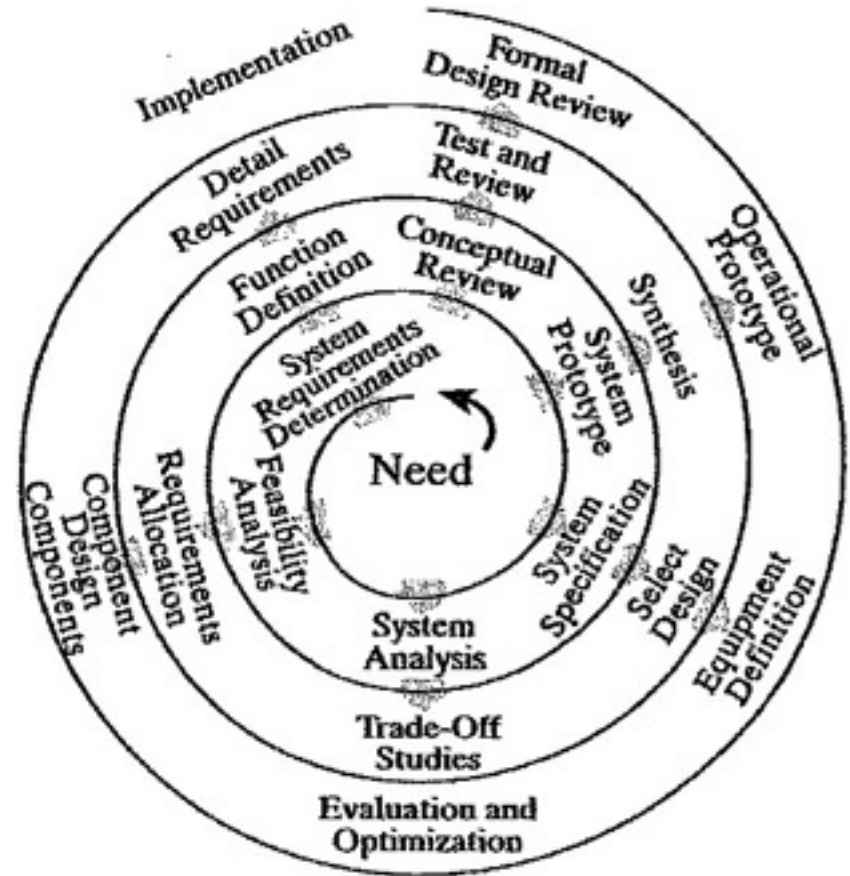 Implementation
Formal
Design Review
Detail
Requirements
Test and
Review
Operational
Prototype
Function
Definition
Conceptual
Review
Synthesis
System
Requirements
Determination
System
Prototype
Need
Feasibility
Analysis
Requirements
Allocation
Component
Design
Components
System
Specification
Select
Design
Equipment
Definition
System
Analysis
Trade-Off
Studies
Evaluation and
Optimization